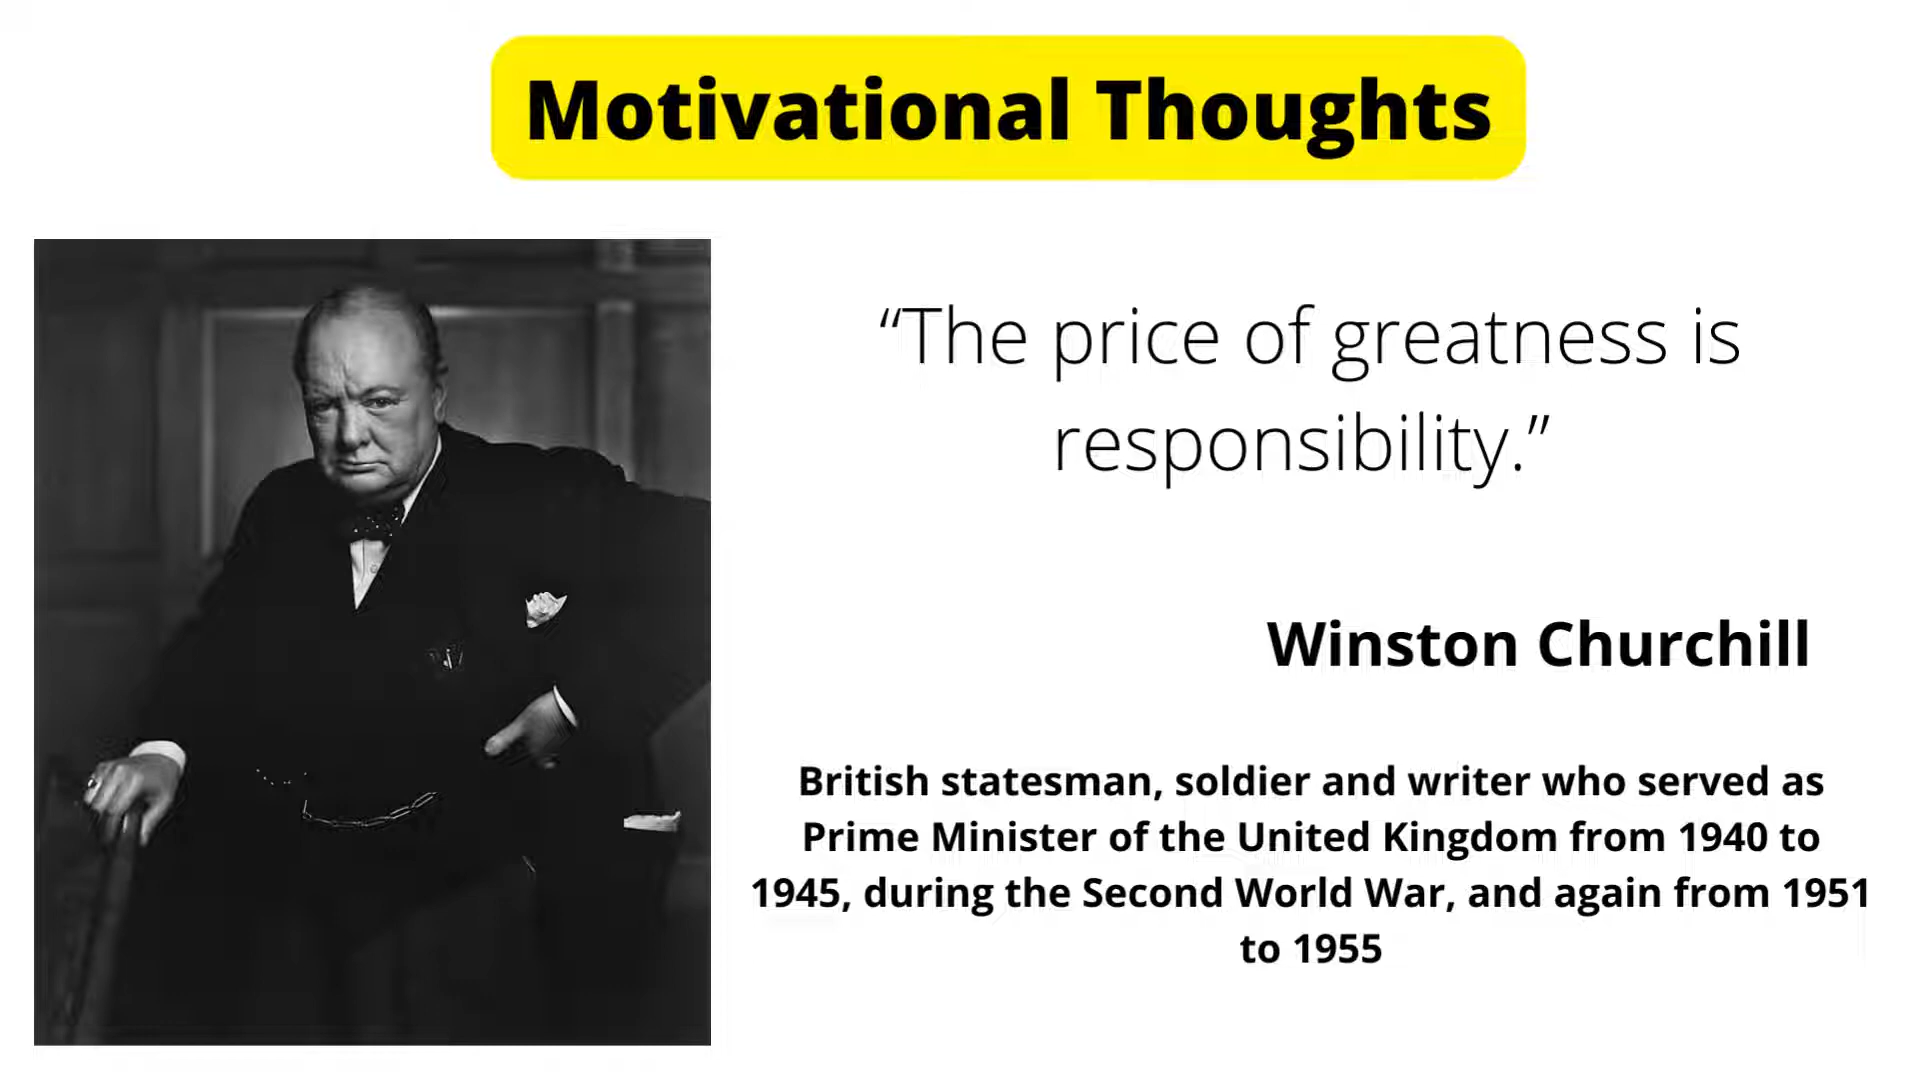 Motivational Thoughts
“The price of greatness is
responsibility.”
Winston Churchill
British statesman, soldier and writer who served as
Prime Minister of the United Kingdom from 1940 to
1945, during the Second World War, and again from 1951
to 1955